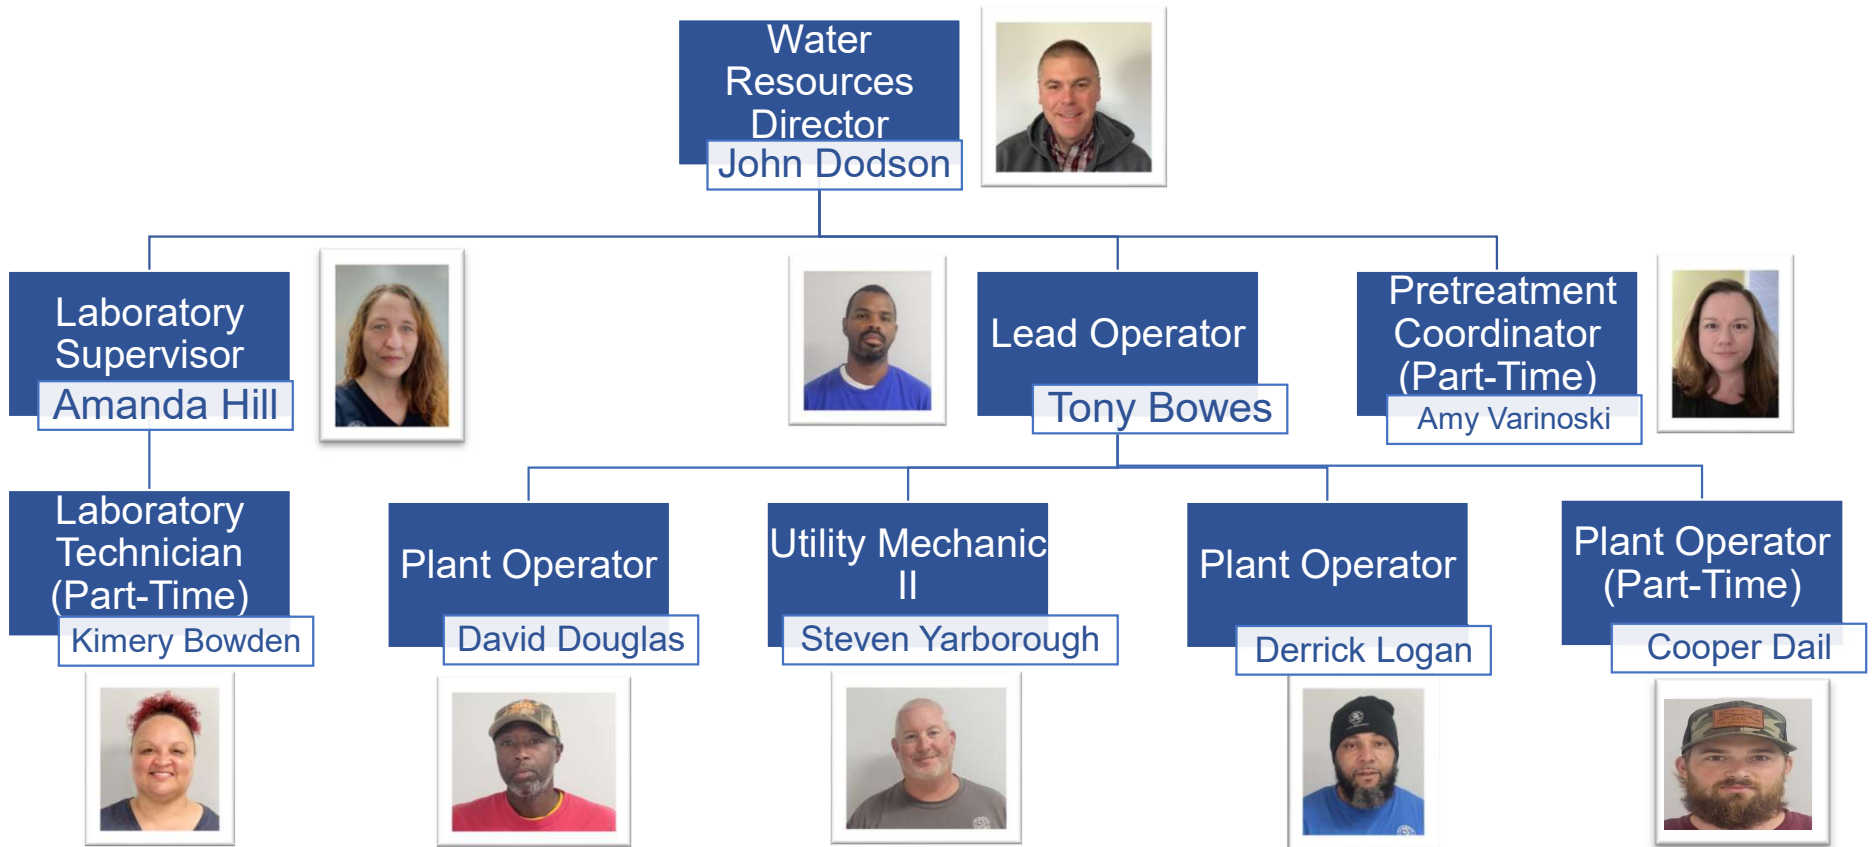 Water
Resources
Director
John Dodson
Laboratory
Supervisor
Amanda Hill
Lead Operator
Tony Bowes
Pretreatment
Coordinator
(Part-Time)
Amy Varinoski
Laboratory
Technician
(Part-Time)
Kimery Bowden
Plant Operator
David Douglas
Utility Mechanic
II
Steven Yarborough
Plant Operator
Derrick Logan
Plant Operator
(Part-Time)
Cooper Dail